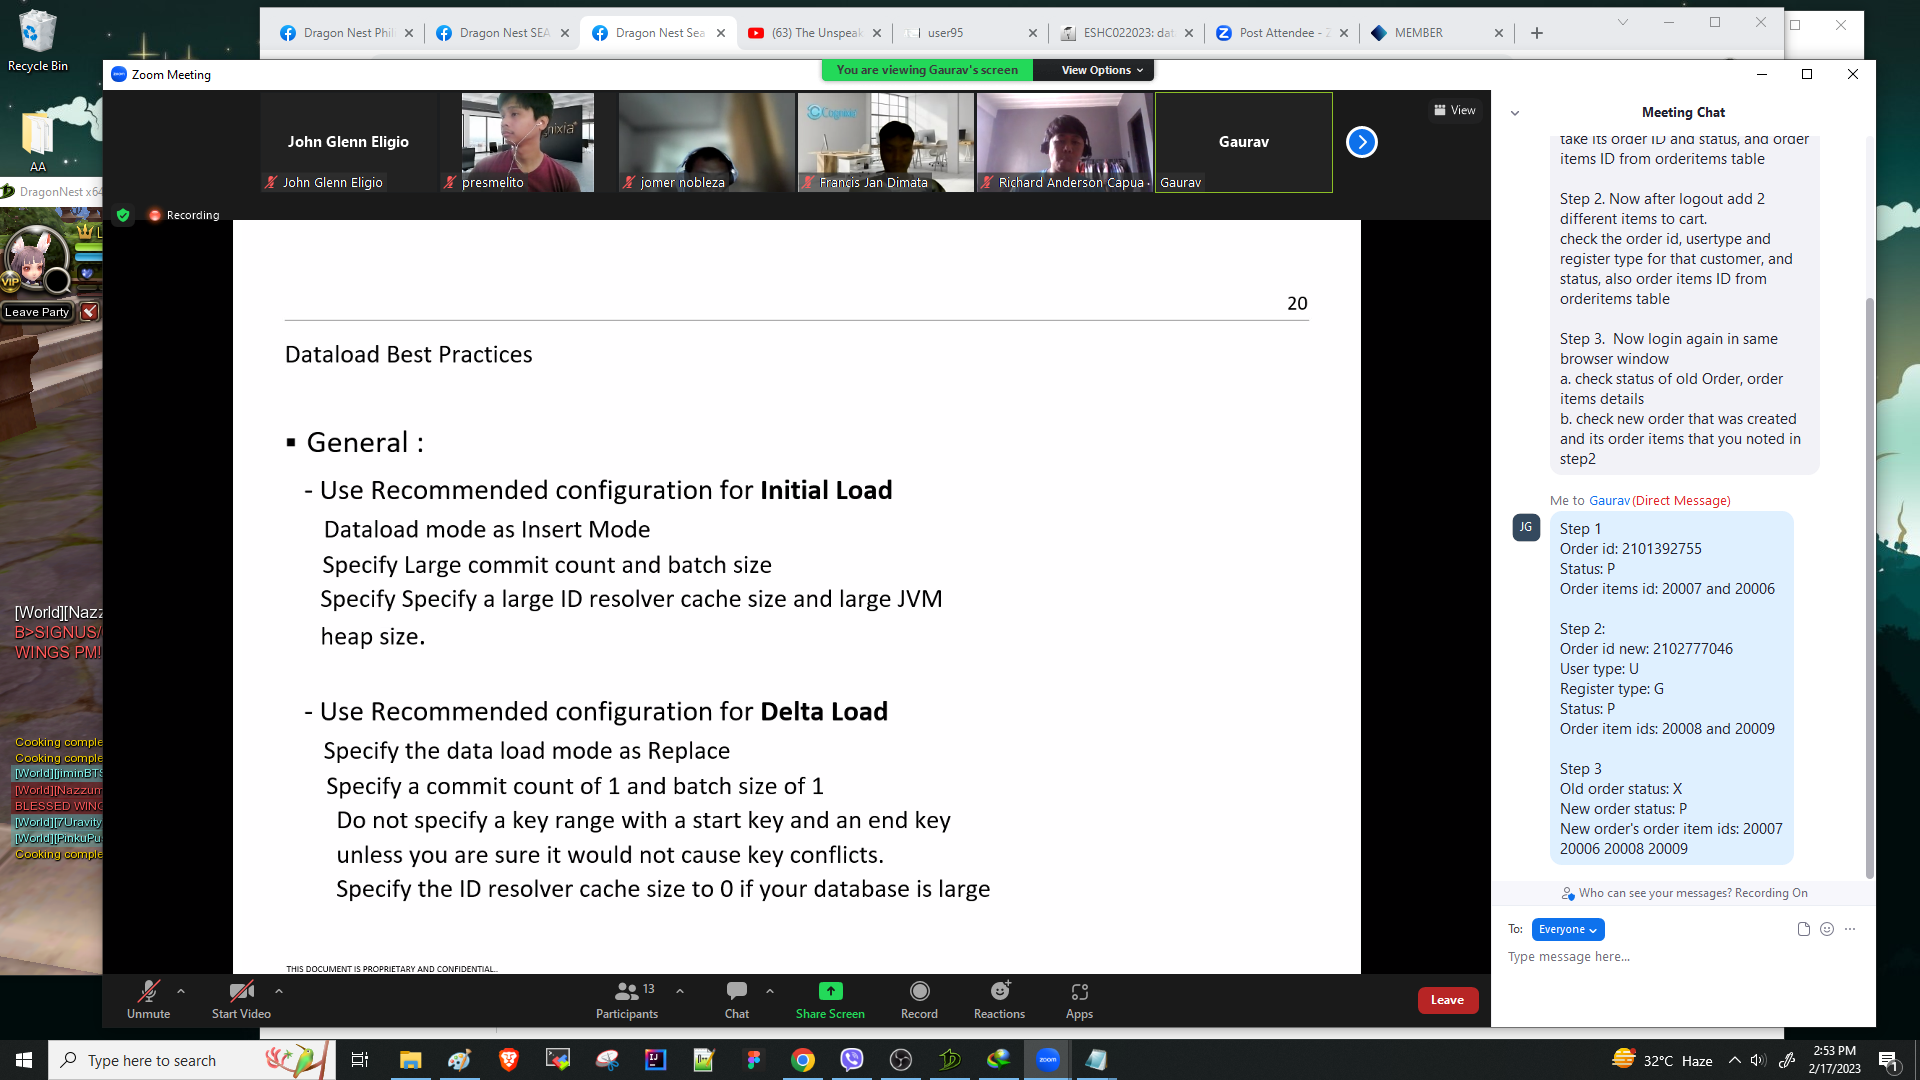 Recycle Bin
AA
DragonNest x64
VIP
Leave Party
[World][Nazz
B>SIGNUS/
WINGS PM!
Cooking comple
Cooking comple
[World][jiminBTS
[World][Nazzum
BLESSED WING
[World][7Uravity
[World][PinkuPu
Cooking comple
Dragon Nest Phil
Dragon Nest SEA
Dragon Nest Sea
(63) The Unspeak
user95
ESHC022023: dat
Post Attendee - Z
MEMBER
Zoom Meeting
You are viewing Gaurav's screen
View Options
John Glenn Eligio
John Glenn Eligio
presmelito
jomer nobleza
Cognixia
Francis Jan Dimata
Richard Anderson Capua
Gaurav
Gaurav
View
Recording
20
Dataload Best Practices
▪ General :
- Use Recommended configuration for Initial Load
Dataload mode as Insert Mode
Specify Large commit count and batch size
Specify Specify a large ID resolver cache size and large JVM
heap size.
- Use Recommended configuration for Delta Load
Specify the data load mode as Replace
Specify a commit count of 1 and batch size of 1
Do not specify a key range with a start key and an end key
unless you are sure it would not cause key conflicts.
Specify the ID resolver cache size to 0 if your database is large
THIS DOCUMENT IS PROPRIETARY AND CONFIDENTIAL..
Meeting Chat
take its order ID and status, and order
items ID from orderitems table
Step 2. Now after logout add 2
different items to cart.
check the order id, usertype and
register type for that customer, and
status, also order items ID from
orderitems table
Step 3.  Now login again in same
browser window
a. check status of old Order, order
items details
b. check new order that was created
and its order items that you noted in
step2
Me to Gaurav (Direct Message)
JG
Step 1
Order id: 2101392755
Status: P
Order items id: 20007 and 20006
Step 2:
Order id new: 2102777046
User type: U
Register type: G
Status: P
Order item ids: 20008 and 20009
Step 3
Old order status: X
New order status: P
New order's order item ids: 20007
20006 20008 20009
Who can see your messages? Recording On
To: Everyone
Type message here...
Unmute
Start Video
Participants
13
Chat
Share Screen
Record
Reactions
Apps
Leave
Type here to search
zoom
32°C Haze
2:53 PM
2/17/2023
1